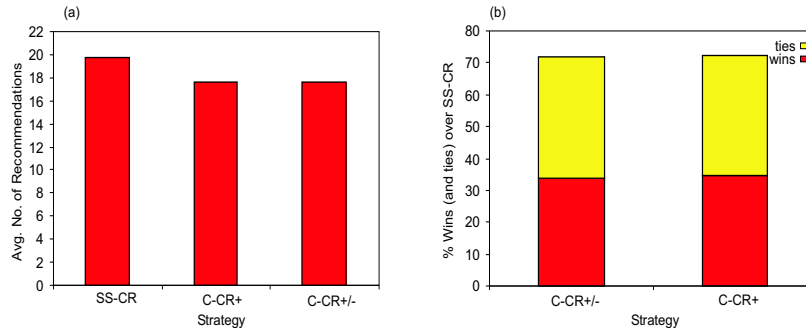 (a)
22
20
18
16
14
12
10
8
6
4
2
0
Avg. No. of Recommendations
SS-CR C-CR+ C-CR+/-
Strategy
(b)
80
70
60
50
40
30
20
10
0
% Wins (and ties) over SS-CR
ties
wins
C-CR+/- C-CR+
Strategy